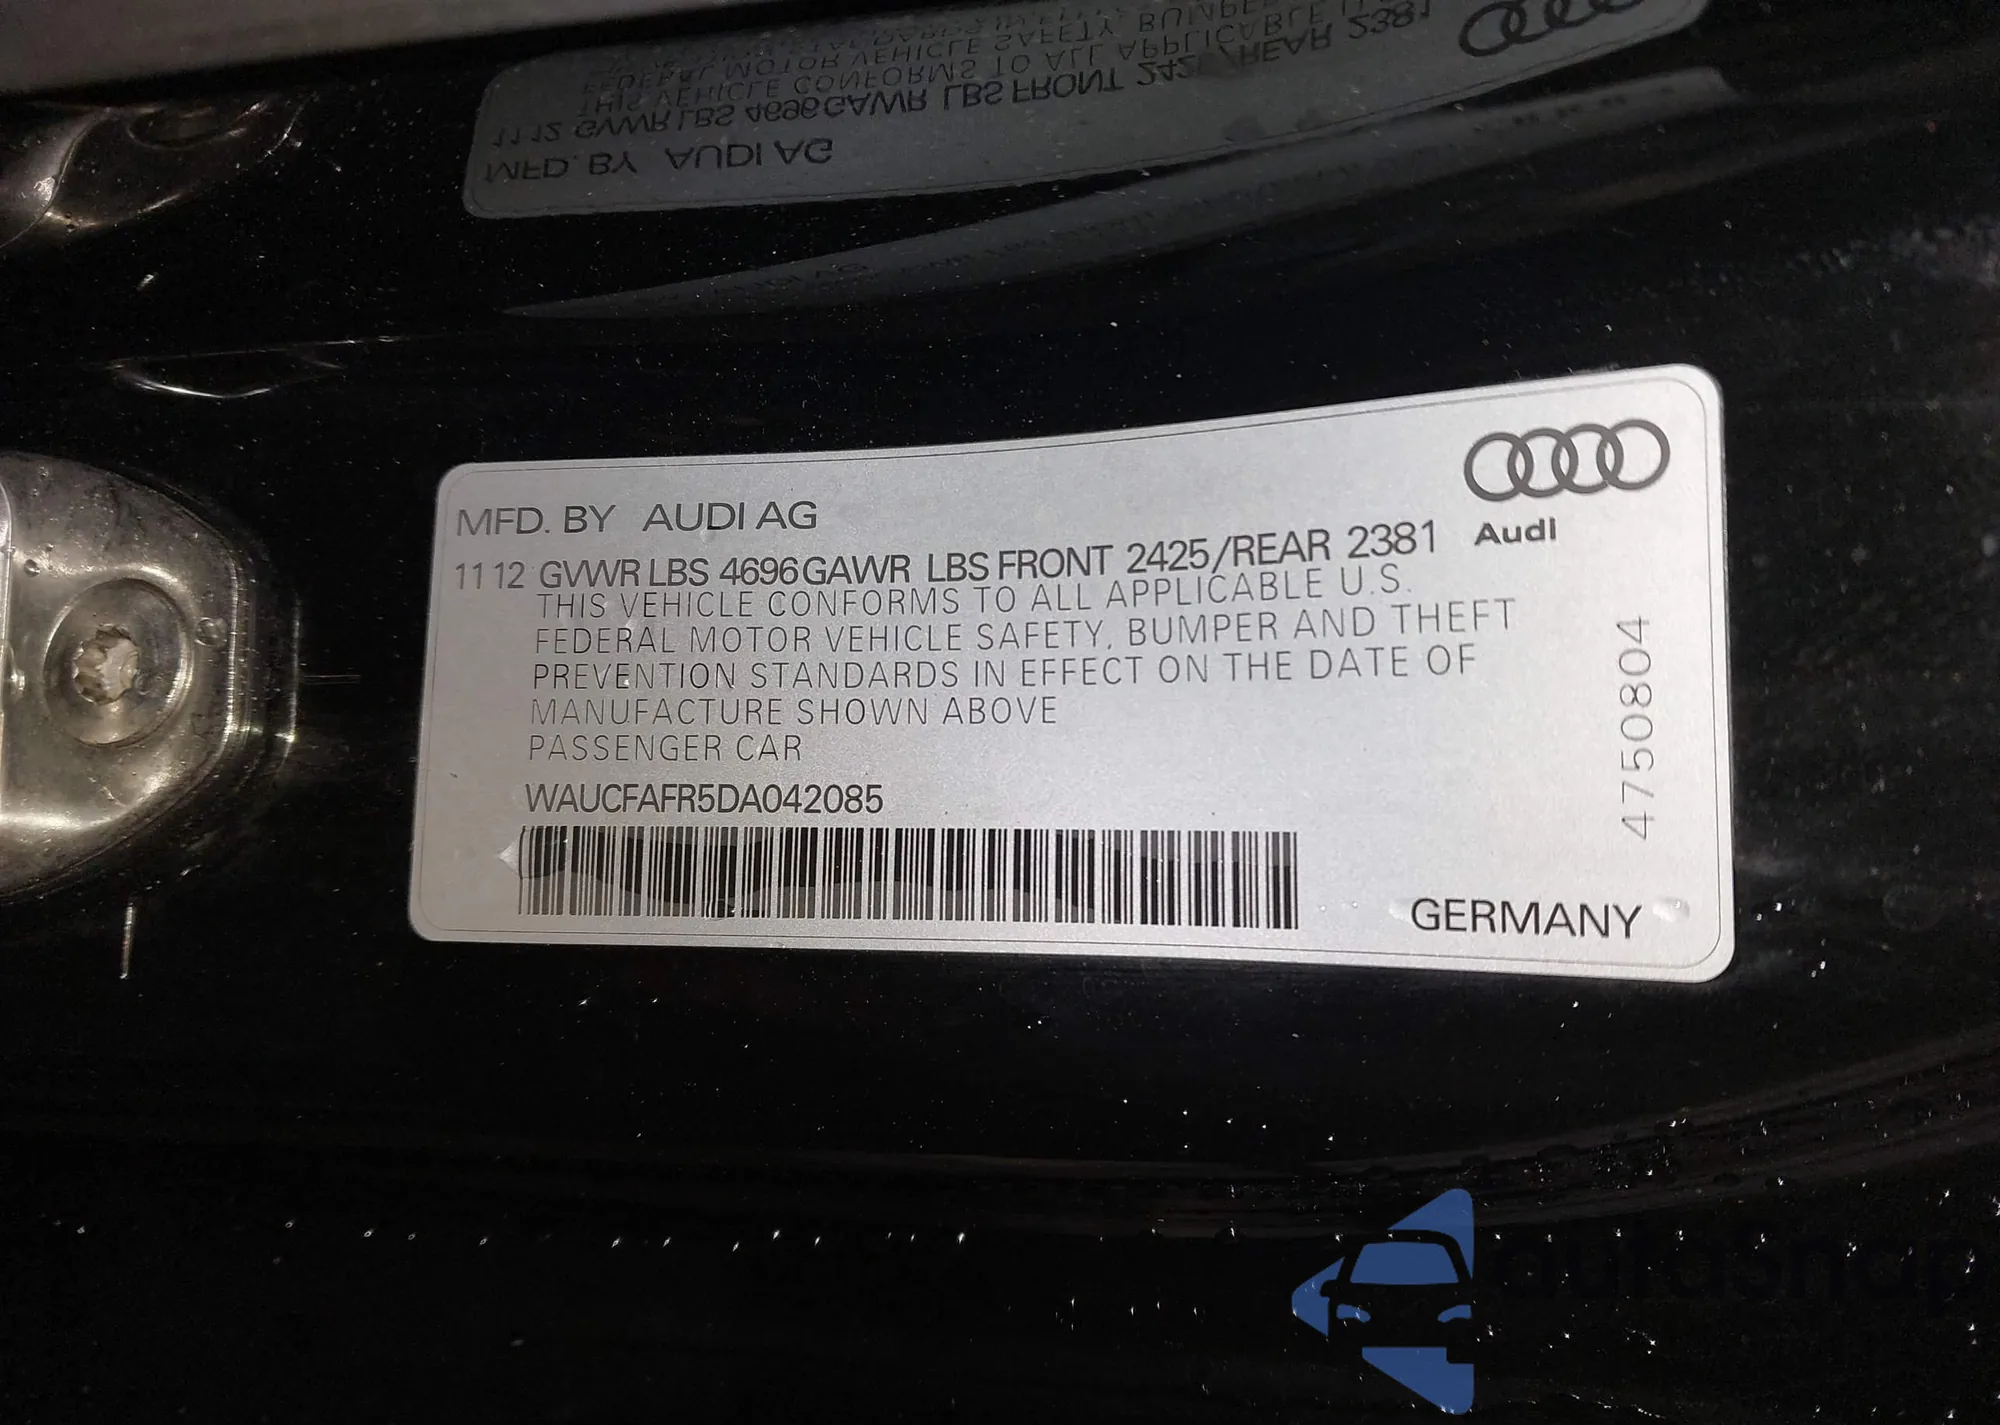 MFD. BY AUDI AG
11 12 GVWR LBS 4696 GAWR LBS FRONT 2425/REAR 2381
Audi
THIS VEHICLE CONFORMS TO ALL APPLICABLE U.S.
FEDERAL MOTOR VEHICLE SAFETY, BUMPER AND THEFT
PREVENTION STANDARDS IN EFFECT ON THE DATE OF
MANUFACTURE SHOWN ABOVE
PASSENGER CAR
WAUCFAFR5DA042085
4750804
GERMANY